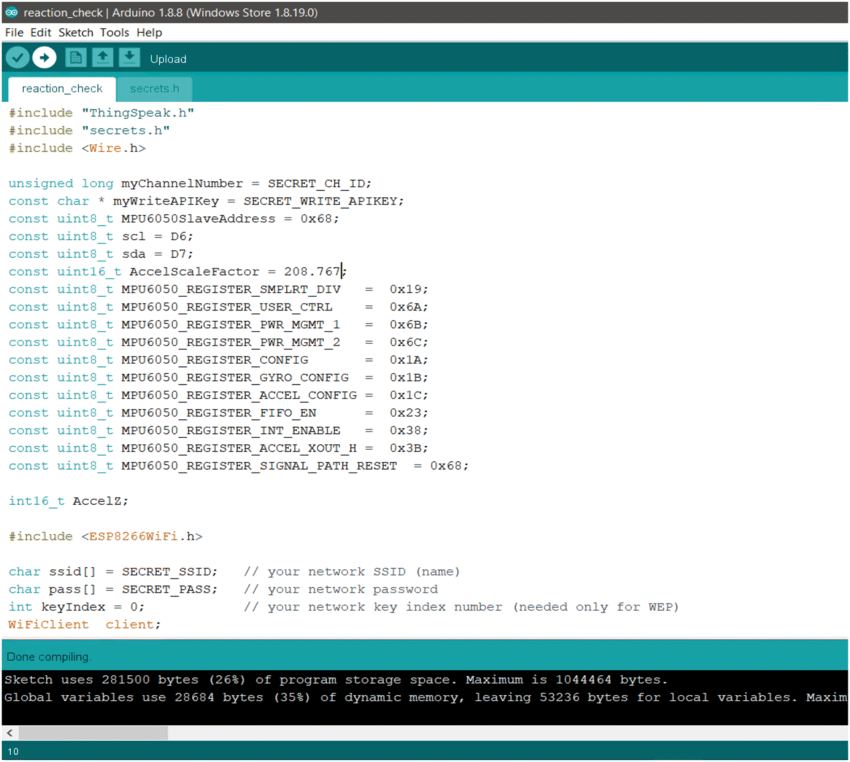 reaction_check | Arduino 1.8.8 (Windows Store 1.8.19.0)
File Edit Sketch Tools Help
Upload
reaction_check secrets.h
#include "ThingSpeak.h"
#include "secrets.h"
#include <Wire.h>
unsigned long myChannelNumber = SECRET_CH_ID;
const char * myWriteAPIKey = SECRET_WRITE_APIKEY;
const uint8_t MPU6050SlaveAddress = 0x68;
const uint8_t scl = D6;
const uint8_t sda = D7;
const uint16_t AccelScaleFactor = 208.767;
const uint8_t MPU6050_REGISTER_SMPLRT_DIV   =  0x19;
const uint8_t MPU6050_REGISTER_USER_CTRL    =  0x6A;
const uint8_t MPU6050_REGISTER_PWR_MGMT_1   =  0x6B;
const uint8_t MPU6050_REGISTER_PWR_MGMT_2   =  0x6C;
const uint8_t MPU6050_REGISTER_CONFIG       =  0x1A;
const uint8_t MPU6050_REGISTER_GYRO_CONFIG  =  0x1B;
const uint8_t MPU6050_REGISTER_ACCEL_CONFIG =  0x1C;
const uint8_t MPU6050_REGISTER_FIFO_EN      =  0x23;
const uint8_t MPU6050_REGISTER_INT_ENABLE   =  0x38;
const uint8_t MPU6050_REGISTER_ACCEL_XOUT_H =  0x3B;
const uint8_t MPU6050_REGISTER_SIGNAL_PATH_RESET  = 0x68;
int16_t AccelZ;
#include <ESP8266WiFi.h>
char ssid[] = SECRET_SSID;   // your network SSID (name)
char pass[] = SECRET_PASS;   // your network password
int keyIndex = 0;            // your network key index number (needed only for WEP)
WiFiClient  client;
Done compiling.
Sketch uses 281500 bytes (26%) of program storage space. Maximum is 1044464 bytes.
Global variables use 28684 bytes (35%) of dynamic memory, leaving 53236 bytes for local variables. Maxim
10